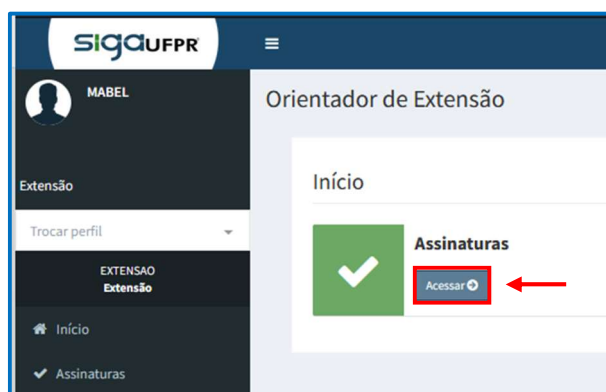 sigaUFPR
MABEL
Orientador de Extensão
Extensão
Início
Trocar perfil
Assinaturas
EXTENSAO
Extensão
Acessar
Início
Assinaturas